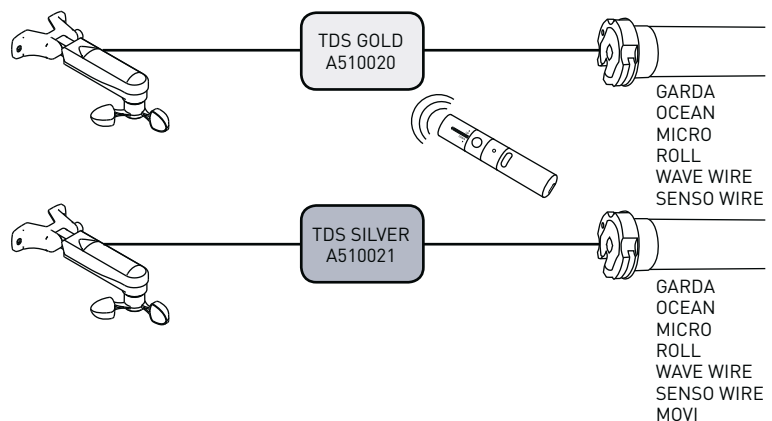 TDS GOLD
A510020
GARDA
OCEAN
MICRO
ROLL
WAVE WIRE
SENSO WIRE
TDS SILVER
A510021
GARDA
OCEAN
MICRO
ROLL
WAVE WIRE
SENSO WIRE
MOVI